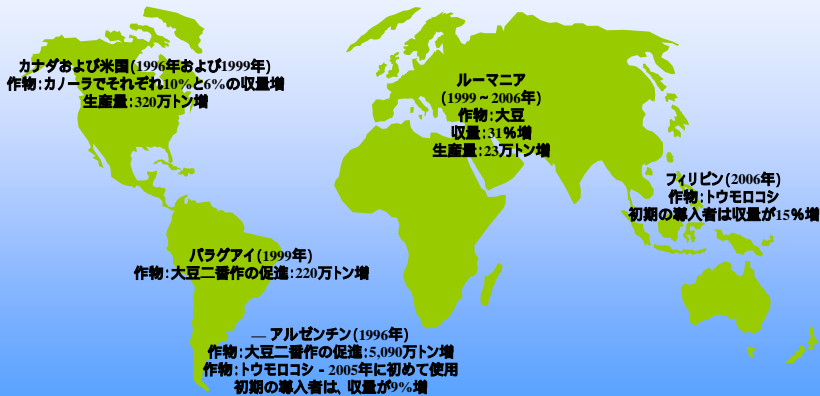 カナダおよび米国(1996年および1999年)
作物:カノーラでそれぞれ10%と6%の収量増
生産量:320万トン増
ルーマニア
(1999~2006年)
作物:大豆
収量:31%増
生産量:23万トン増
フィリピン(2006年)
作物:トウモロコシ
初期の導入者は収量が15%増
パラグアイ(1999年)
作物:大豆二番作の促進:220万トン増
― アルゼンチン(1996年)
作物:大豆二番作の促進:5,090万トン増
作物:トウモロコシ - 2005年に初めて使用
初期の導入者は、収量が9%増